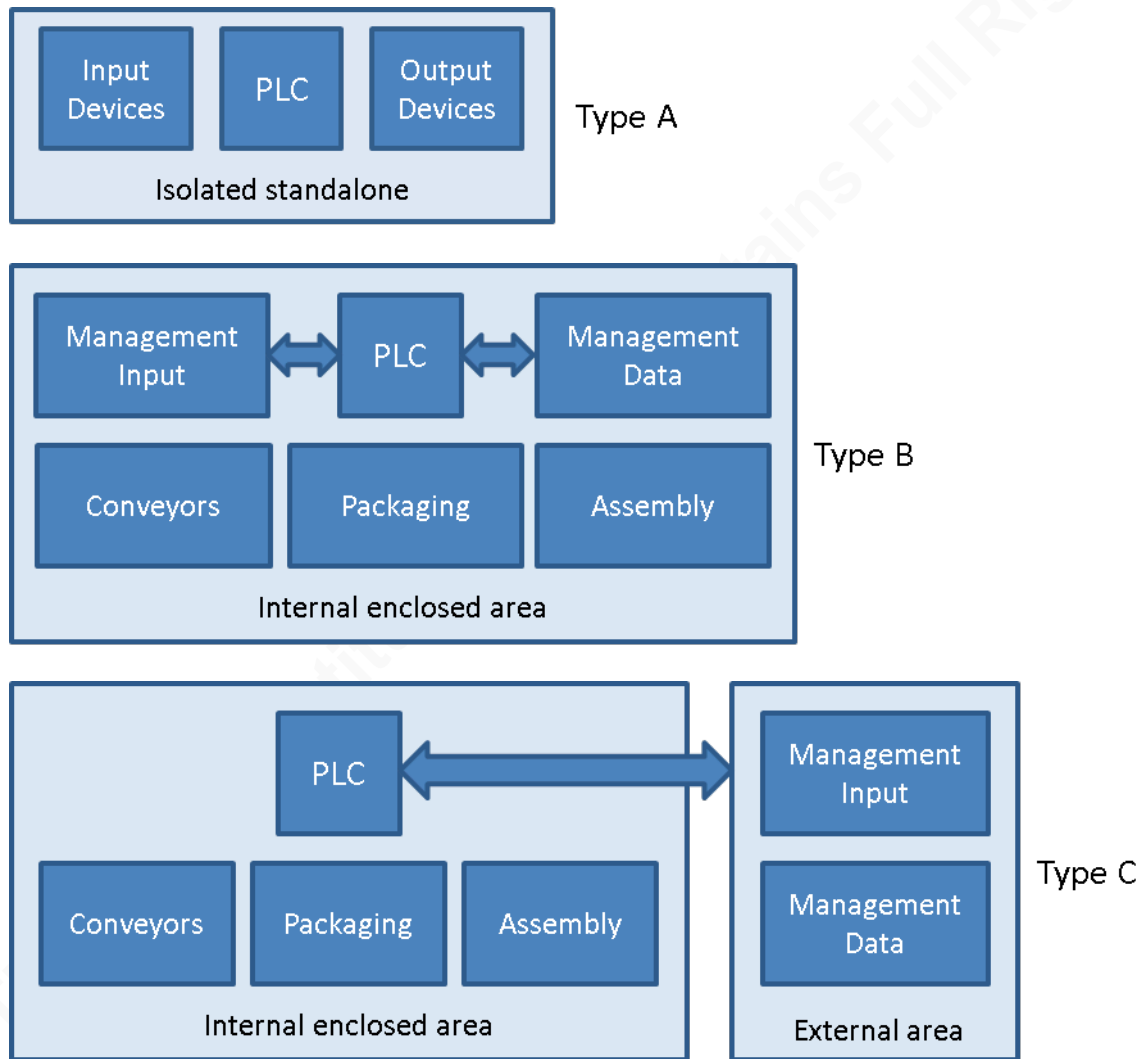 Input
Devices
PLC
Output
Devices
Type A
Isolated standalone
Management
Input
PLC
Management
Data
Type B
Conveyors
Packaging
Assembly
Internal enclosed area
PLC
Management
Input
Type C
Conveyors
Packaging
Assembly
Management
Data
Internal enclosed area
External area
Full